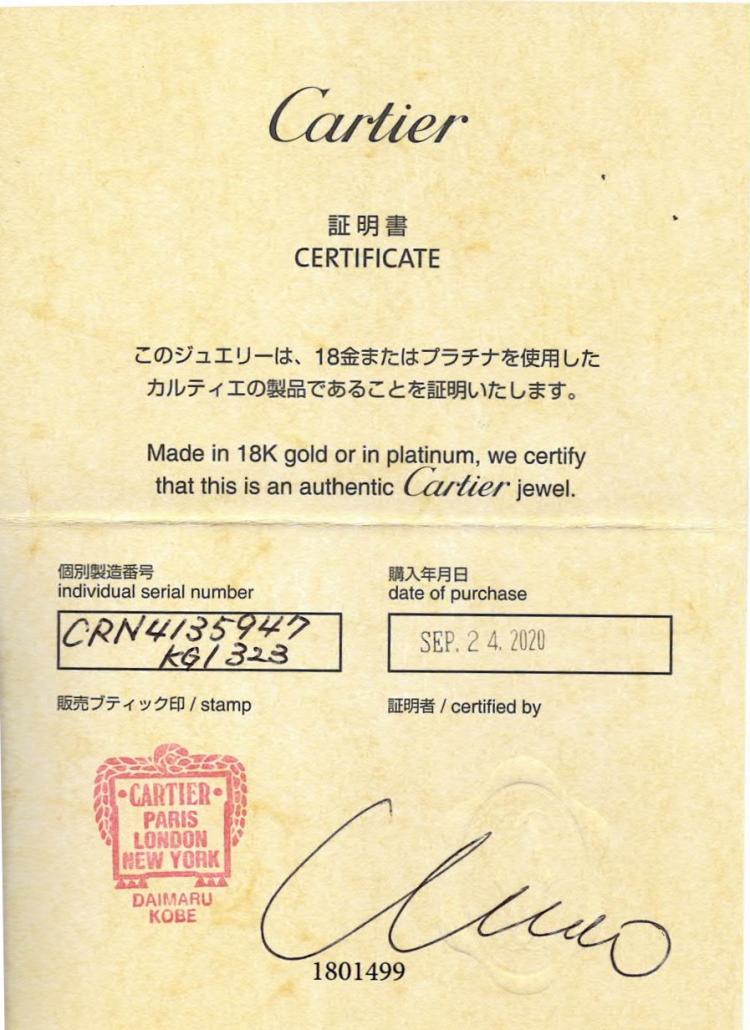 Cartier
証明書
CERTIFICATE
このジュエリーは、18金またはプラチナを使用した
カルティエの製品であることを証明いたします。
Made in 18K gold or in platinum, we certify
that this is an authentic Cartier jewel.
個別製造番号
individual serial number
CRN4135947
KG1323
購入年月日
date of purchase
SEP. 24. 2020
販売ブティック印 / stamp
CARTIER
PARIS
LONDON
NEW YORK
DAIMARU
KOBE
証明者 / certified by
1801499